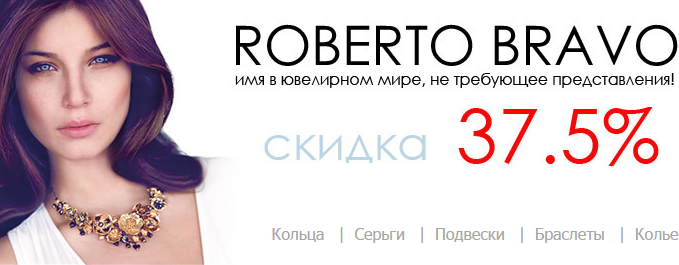 ROBERTO BRAVO
имя в ювелирном мире, не требующее представления!
скидка 37.5%
Кольца | Серьги | Подвески | Браслеты | Колье